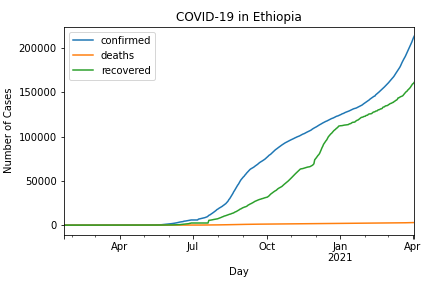 COVID-19 in Ethiopia
confirmed
deaths
recovered
200000
150000
100000
50000
0
Number of Cases
Apr
Jul
Oct
Jan
2021
Apr
Day